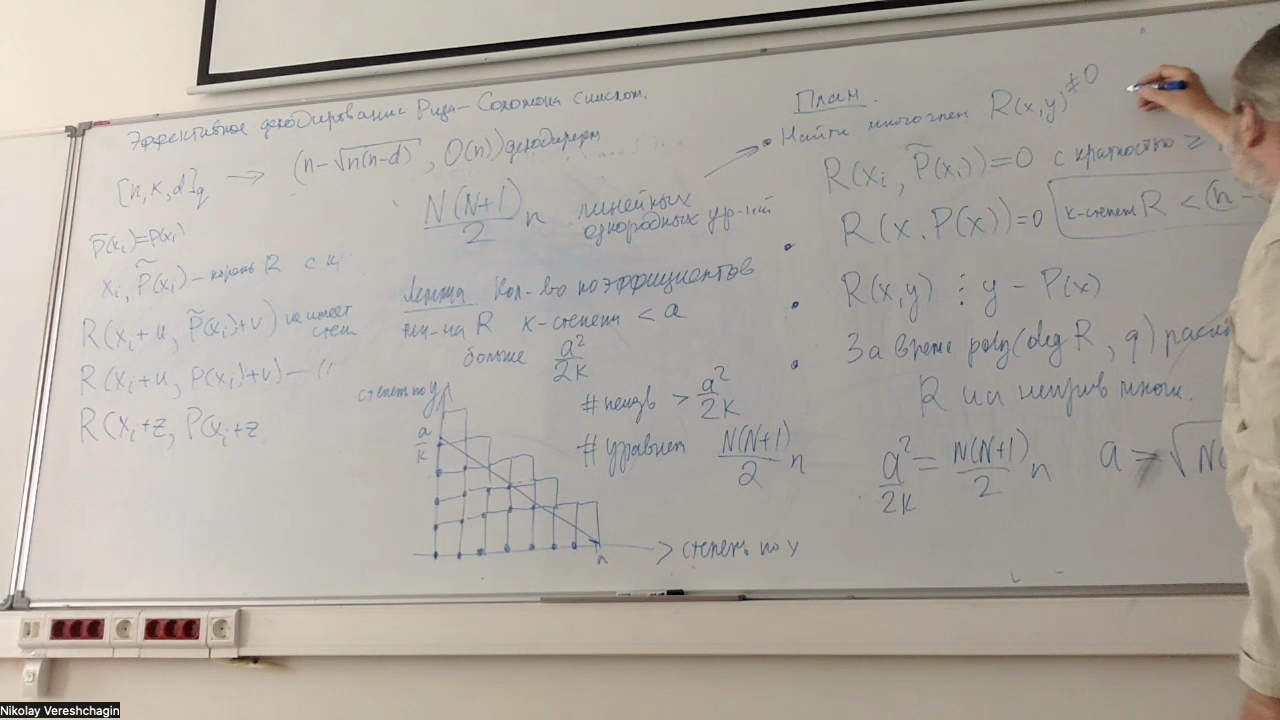 Эффективное декодирование Рида–Соломона списком.
[n, k, d]_q → (n-√n(n-d), O(n)) декодируем
P̃(x_i)=P(x_i)
x_i, P̃(x_i) – корень R с
R(x_i+u, P̃(x_i)+v) не имеет степ
R(x_i+u, P(x_i)+v) — //
R(x_i+z, P(x_i+z
N(N+1)/2 n линейных однородных ур-ний
Лемма Кол-во коэффициентов
мн-на R k-степени < a
больше a²/2k
степень по y
a/k
# неизв > a²/2k
# уравнен N(N+1)/2 n
> степень по x
План.
• Найти многочлен R(x,y)≠0
R(x_i, P̃(x_i))=0 с кратностью ≥
• R(x, P(x))=0 k-степен R < (n-
• R(x,y) ⋮ y - P(x)
• За время poly(deg R, q)
R на неприв множ.
a²/2k = N(N+1)/2 n a > √N(
Nikolay Vereshchagin